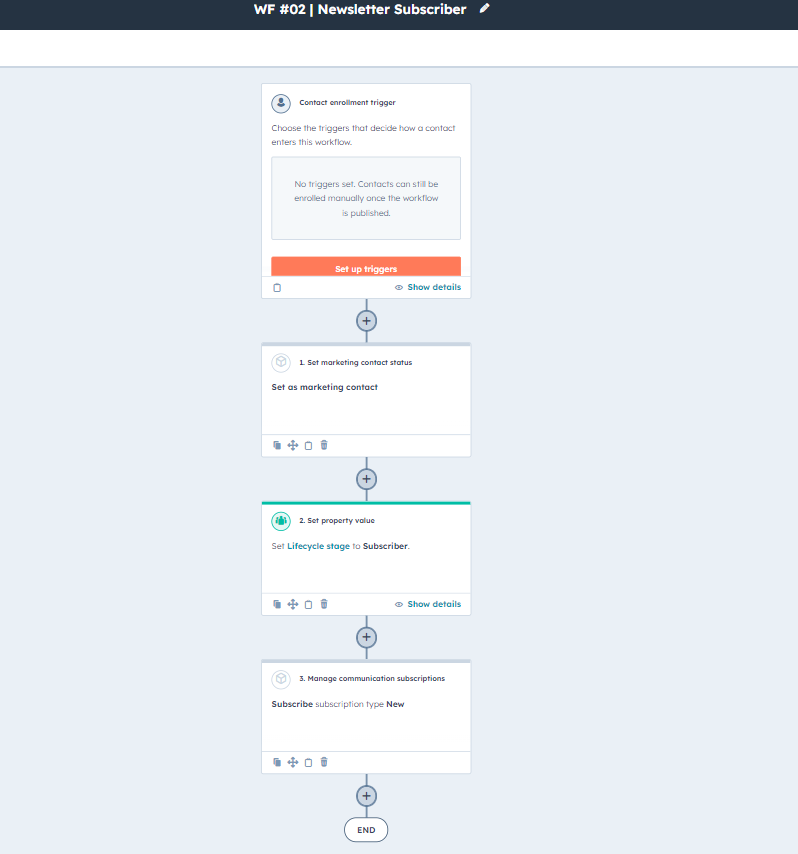 WF #02 | Newsletter Subscriber
Contact enrollment trigger
Choose the triggers that decide how a contact
enters this workflow.
No triggers set. Contacts can still be
enrolled manually once the workflow
is published.
Set up triggers
Show details
1. Set marketing contact status
Set as marketing contact
2. Set property value
Set Lifecycle stage to Subscriber.
Show details
3. Manage communication subscriptions
Subscribe subscription type New
END